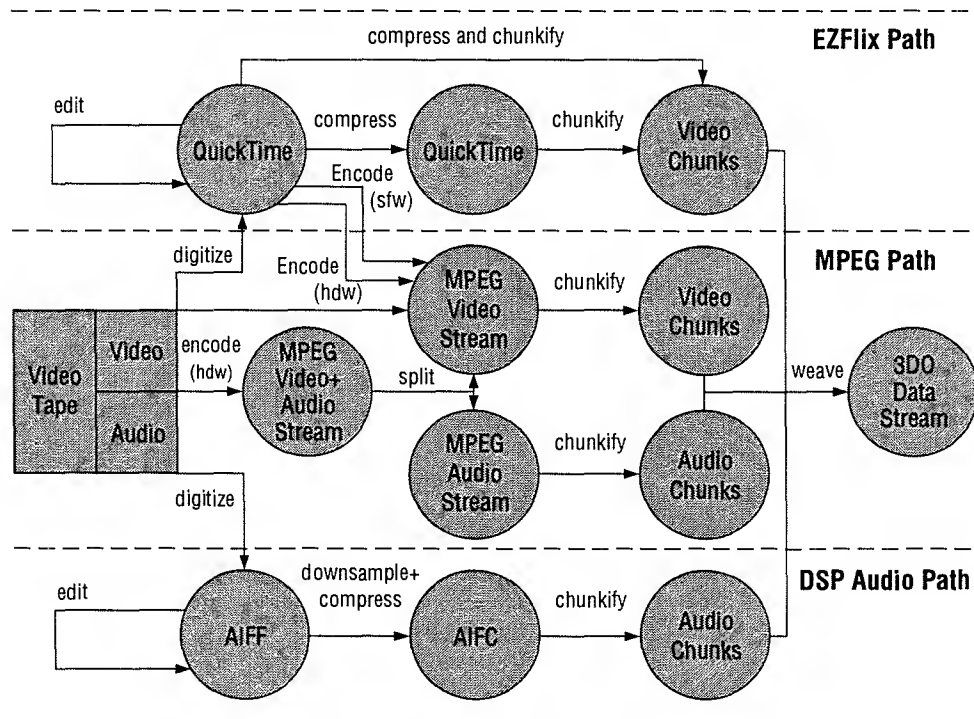 compress and chunkify
EZFlix Path
edit
QuickTime
compress
QuickTime
chunkify
Video
Chunks
Encode
(sfw)
digitize
Encode
(hdw)
MPEG Path
MPEG
Video
Stream
chunkify
Video
Chunks
Video
Tape
Video
Audio
encode
(hdw)
MPEG
Video+
Audio
Stream
split
weave
3DO
Data
Stream
MPEG
Audio
Stream
chunkify
Audio
Chunks
digitize
DSP Audio Path
edit
AIFF
downsample+
compress
AIFC
chunkify
Audio
Chunks